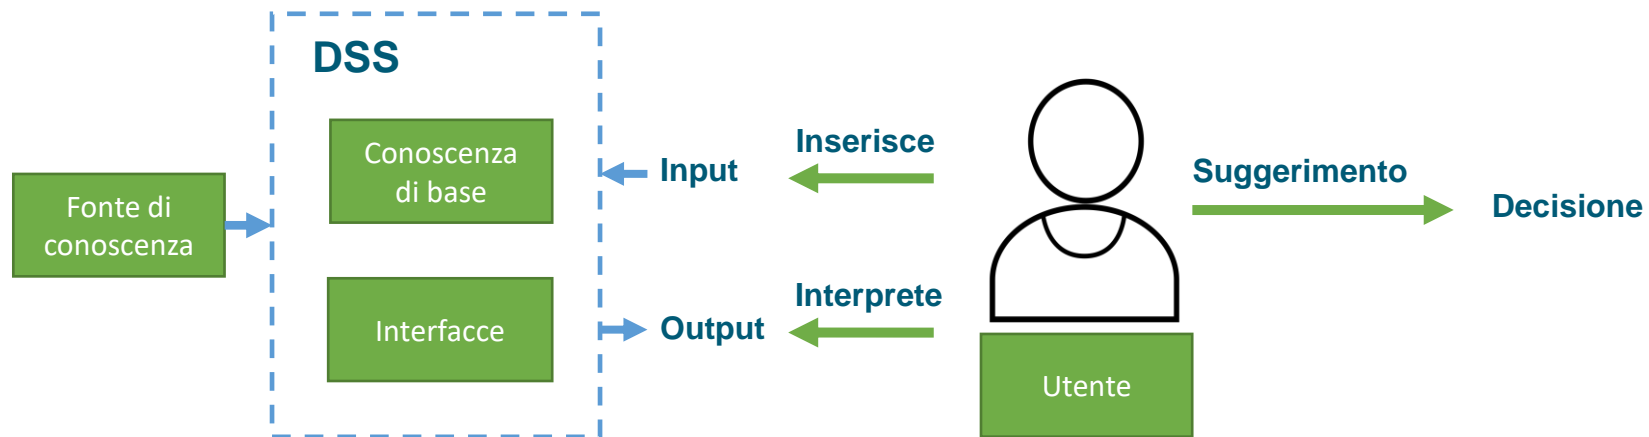 DSS
Fonte di
conoscenza
Conoscenza
di base
Interfacce
Input
Output
Inserisce
Interprete
Utente
Suggerimento
Decisione